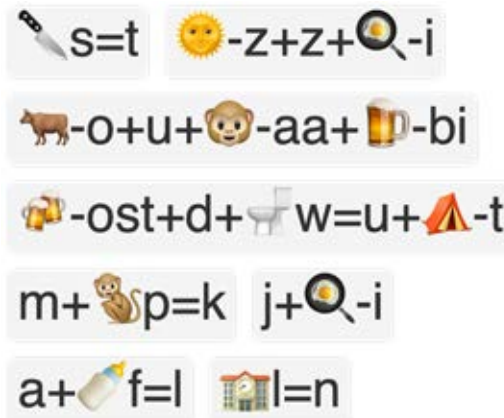 🔪s=t 🌞-z+z+🍳-i
🐂-o+u+🐵-aa+🍺-bi
🍻-ost+d+🚽w=u+⛺-t
m+🐒p=k j+🍳-i
a+🍼f=l 🏫l=n